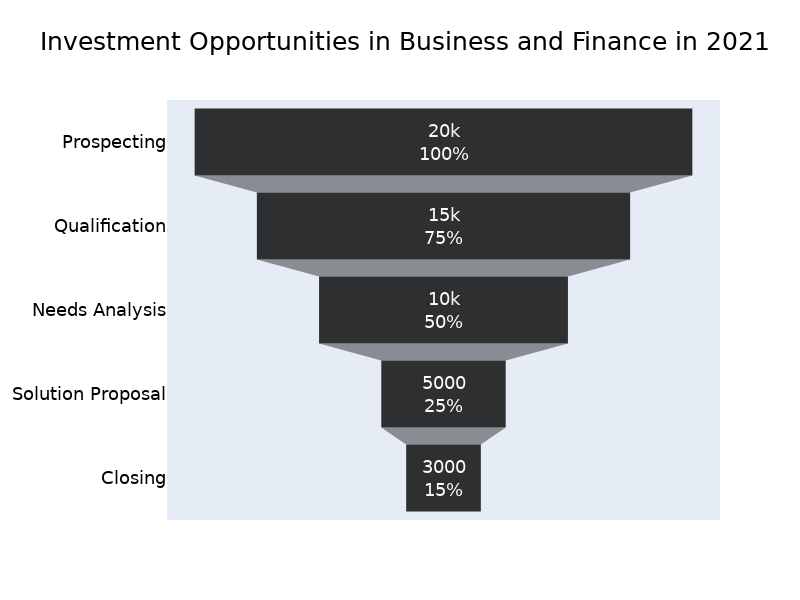 Investment Opportunities in Business and Finance in 2021
Prospecting
20k
100%
Qualification
15k
75%
Needs Analysis
10k
50%
Solution Proposal
5000
25%
Closing
3000
15%